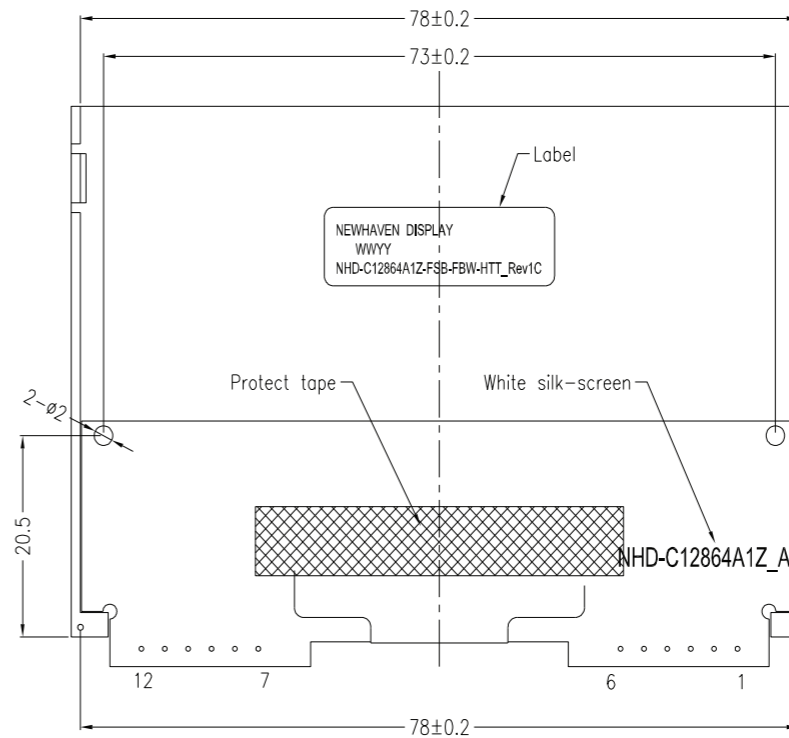 78±0.2
73±0.2
Label
NEWHAVEN DISPLAY
WWYY
NHD-C12864A1Z-FSB-FBW-HTT_Rev1C
Protect tape
White silk-screen
2-ø2
20.5
NHD-C12864A1Z_A
12
7
6
1
78±0.2